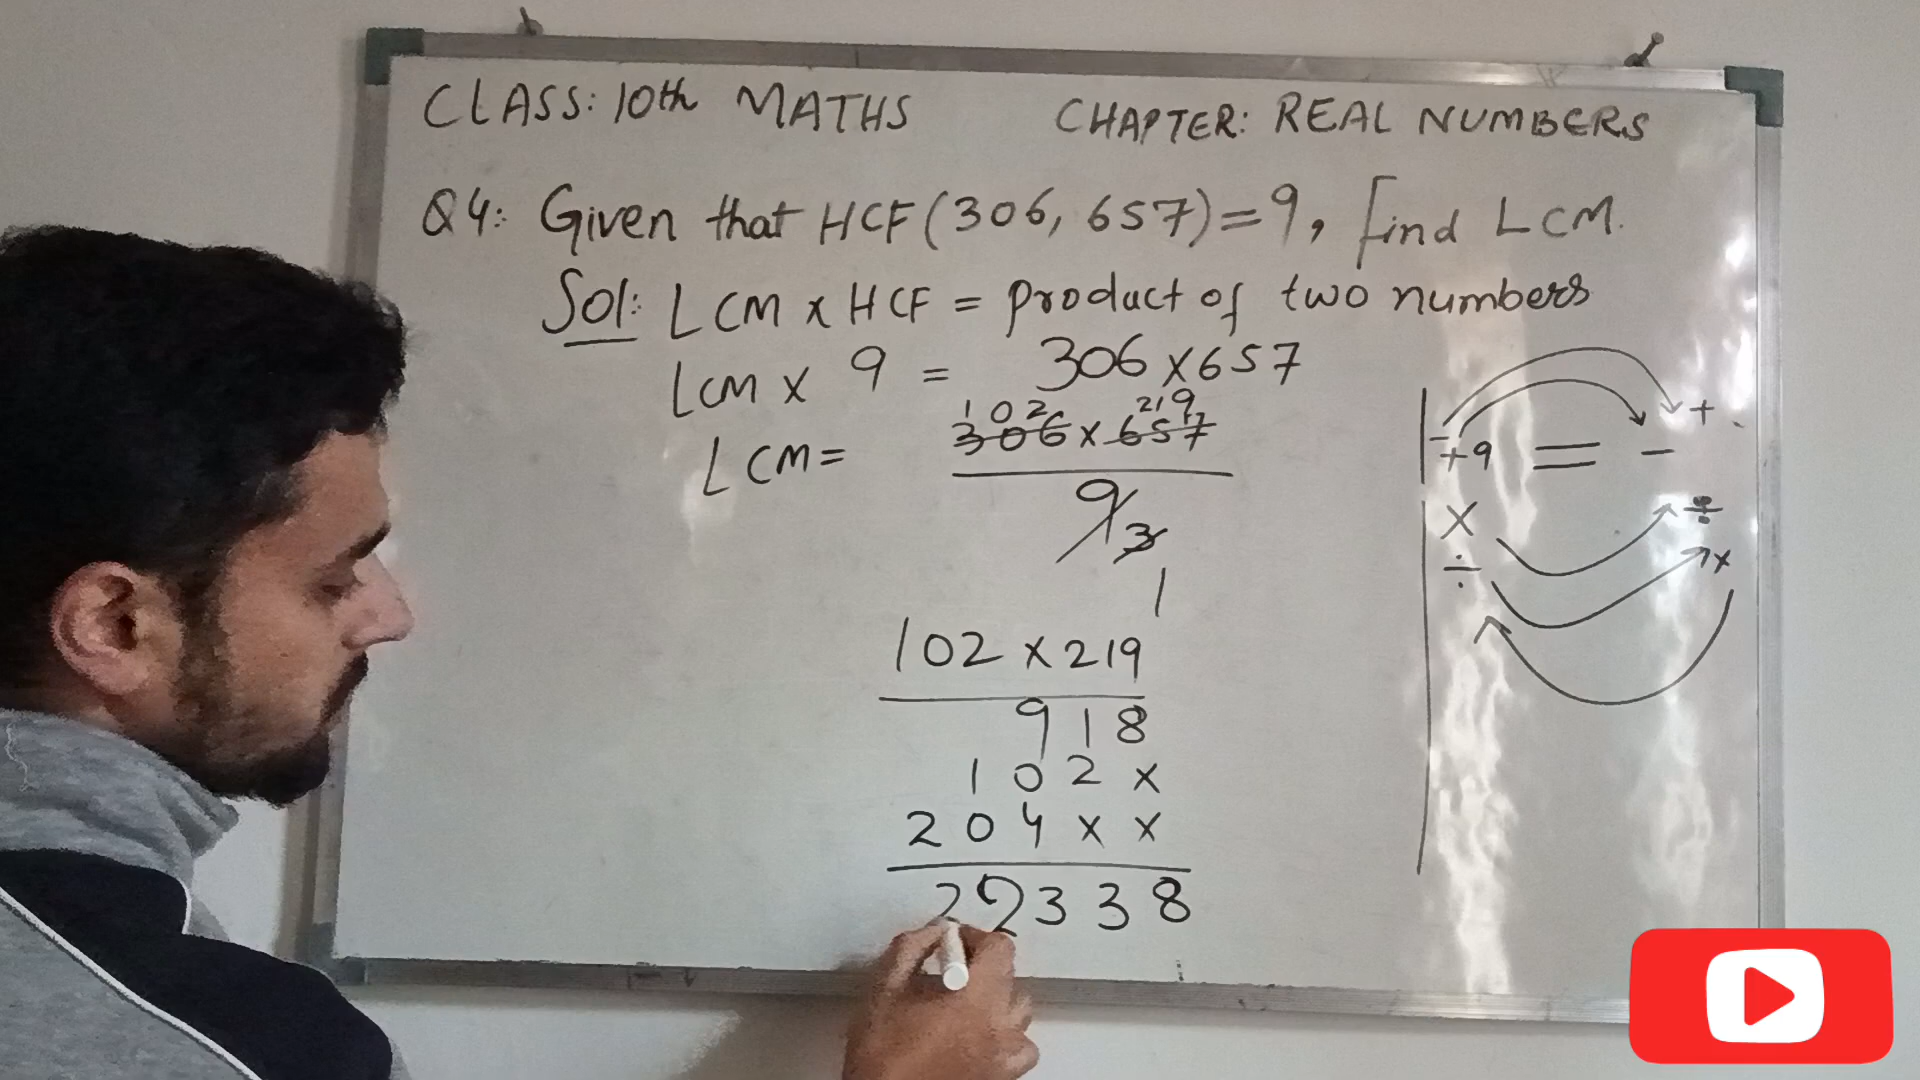 CLASS: 10th MATHS CHAPTER: REAL NUMBERS
Q4: Given that HCF(306, 657)=9, find LCM.
Sol: LCM x HCF = product of two numbers
LCM x 9 = 306 x 657
102 219
LCM = 306 x 657
9 3
1
102 x 219
918
102 x
204 x x
22338
- +
+9 = -
x ÷
÷ x